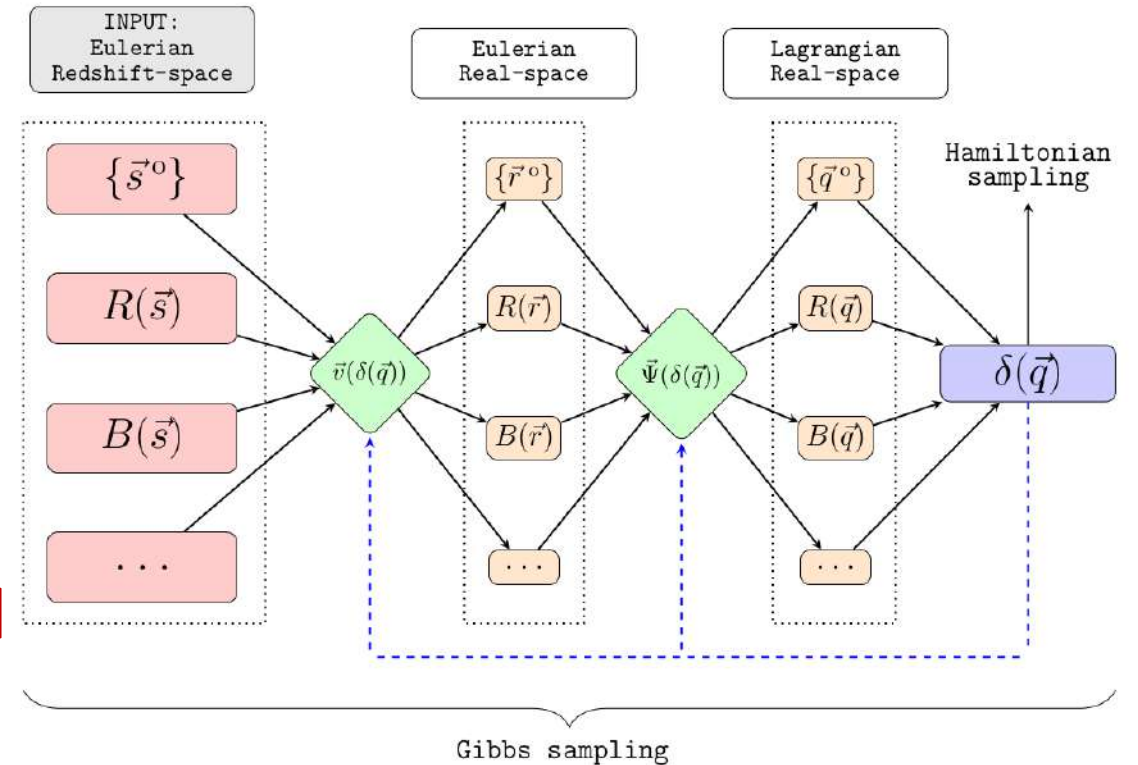 INPUT:
Eulerian
Redshift-space
Eulerian
Real-space
Lagrangian
Real-space
{s⃗ᵒ}
R(s⃗)
B(s⃗)
···
v⃗(δ(q⃗))
{r⃗ᵒ}
R(r⃗)
B(r⃗)
···
Ψ⃗(δ(q⃗))
{q⃗ᵒ}
R(q⃗)
B(q⃗)
···
Hamiltonian
sampling
δ(q⃗)
Gibbs sampling